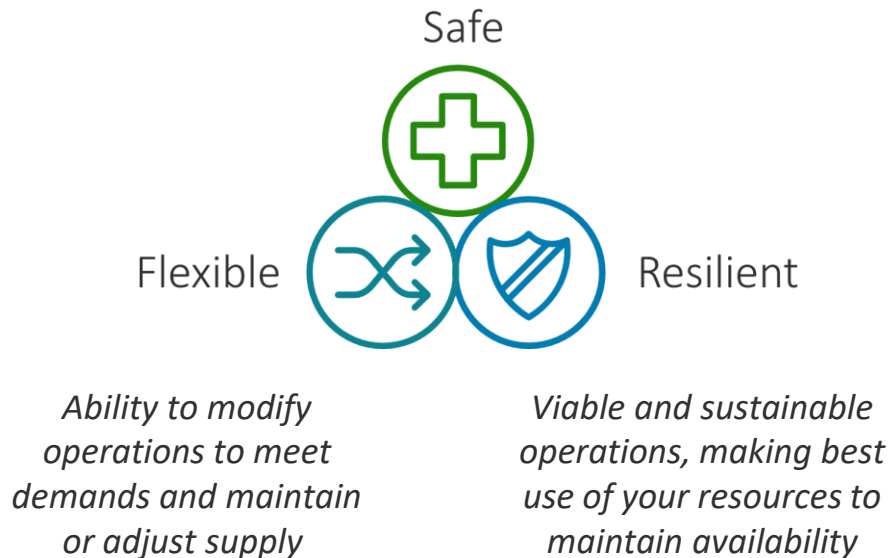 Safe
Flexible
Resilient
Ability to modify
operations to meet
demands and maintain
or adjust supply
Viable and sustainable
operations, making best
use of your resources to
maintain availability